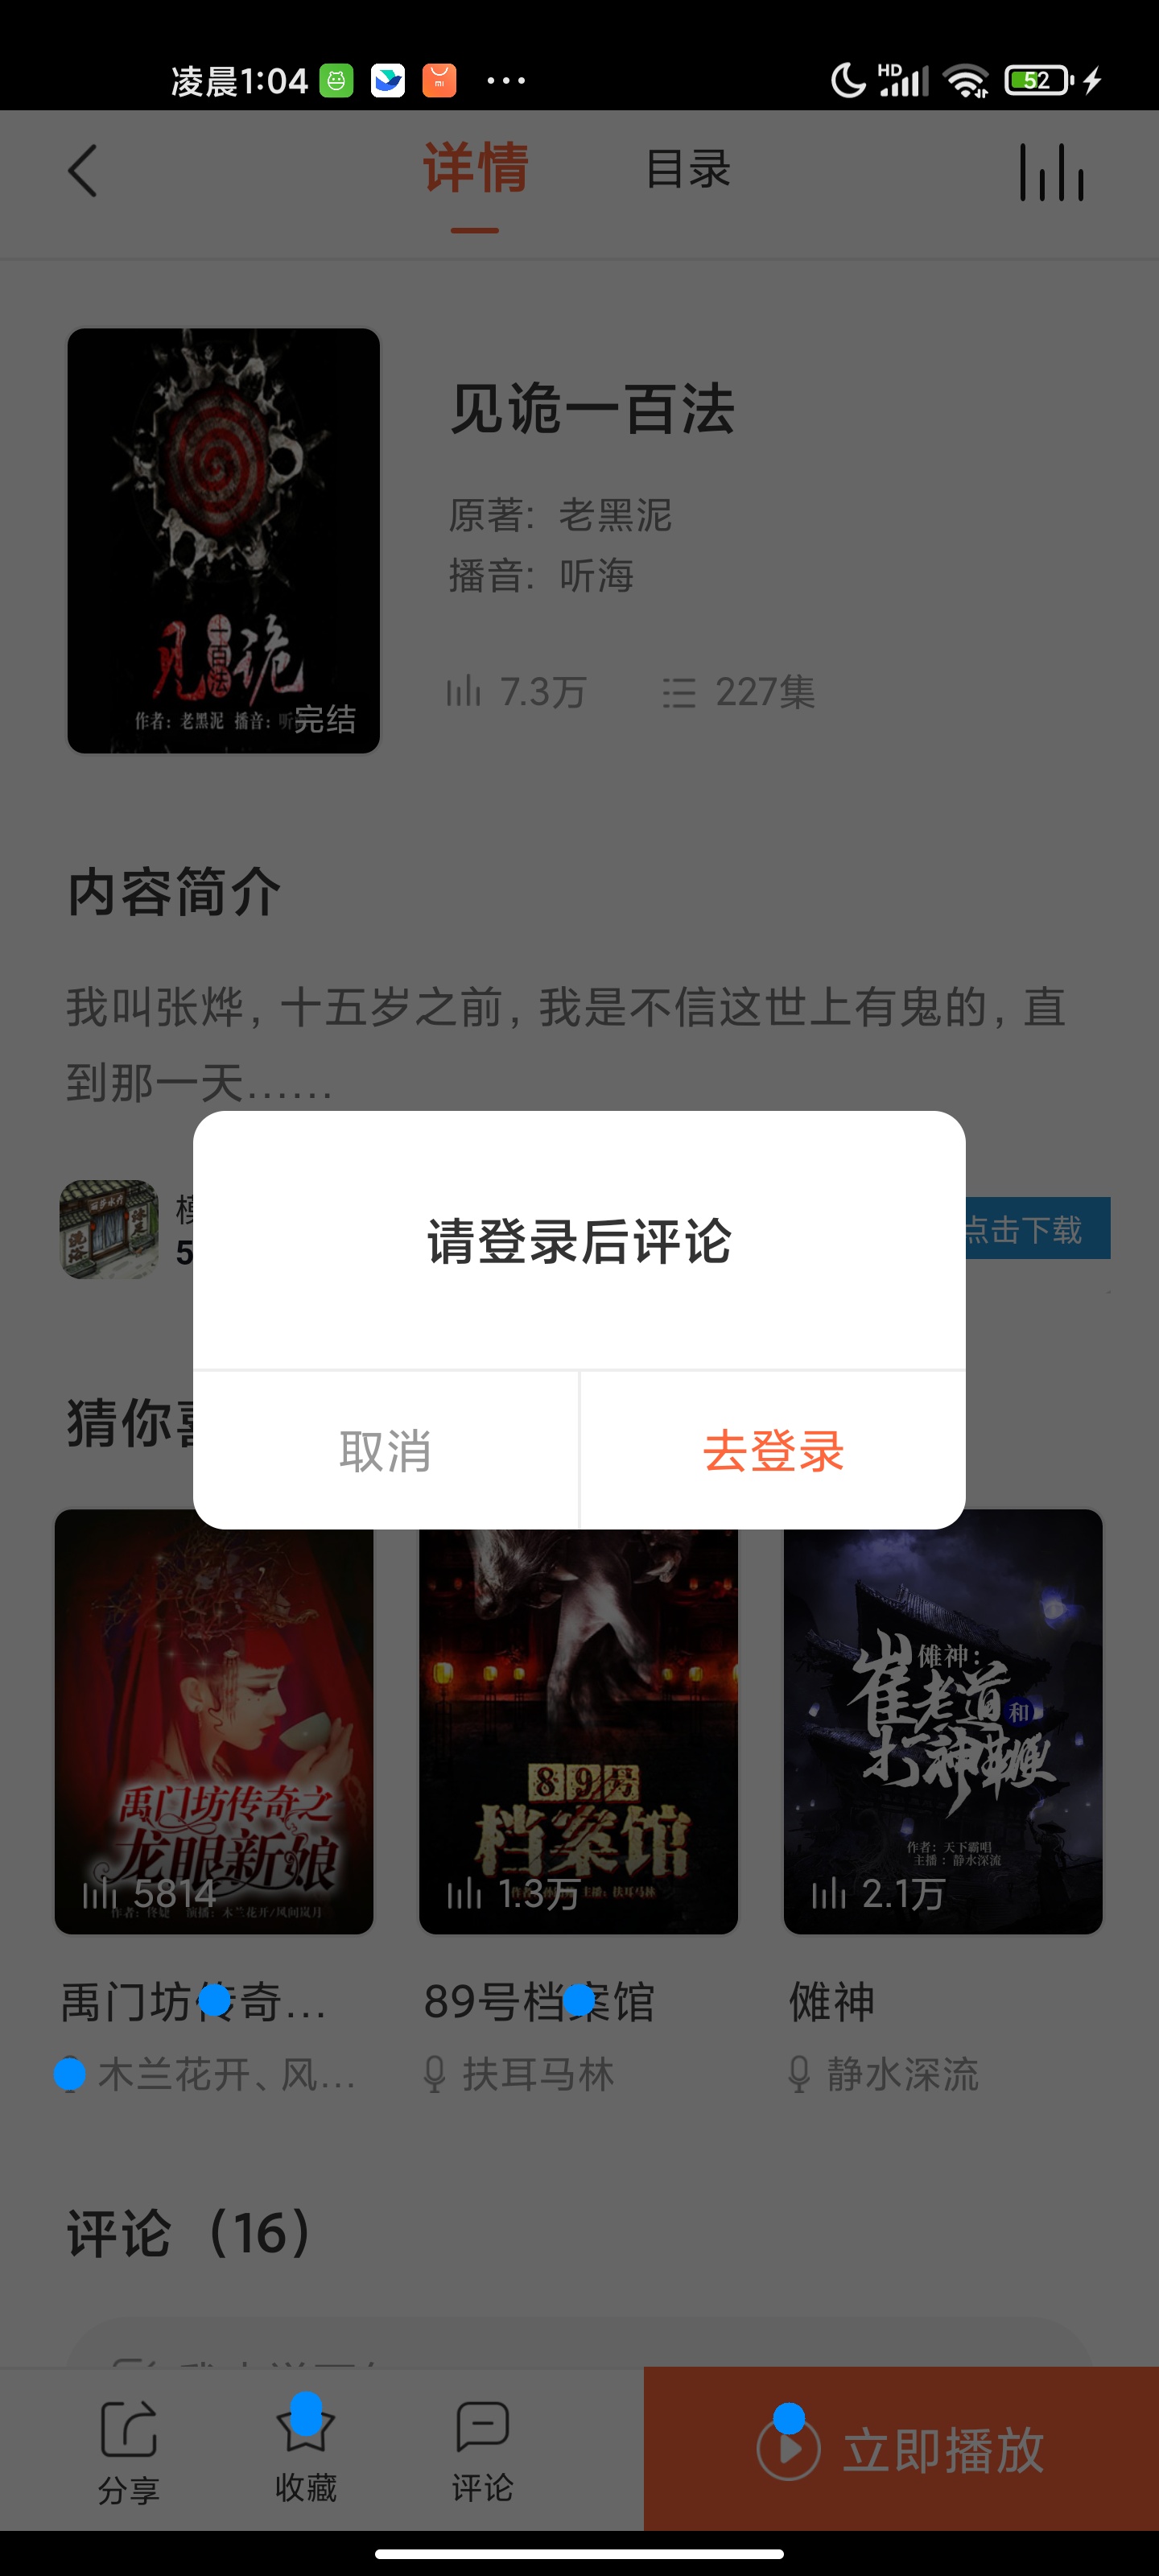 凌晨1:04
HD
52
详情 目录
见诡一百法
原著: 老黑泥
播音: 听海
见一百法诡
作者：老黑泥 播音：听
完结
7.3万 227集
内容简介
我叫张烨，十五岁之前，我是不信这世上有鬼的，直
到那一天......
5
点击下载
请登录后评论
猜你喜
取消 去登录
禹门坊传奇之
龙眼新娘
5814
89号
档案馆
1.3万
傩神：
崔老道和
打神鞭
作者：天下霸唱
主播：静水深流
2.1万
禹门坊传奇... 89号档案馆 傩神
木兰花开、风... 扶耳马林 静水深流
评论（16）
分享 收藏 评论 立即播放